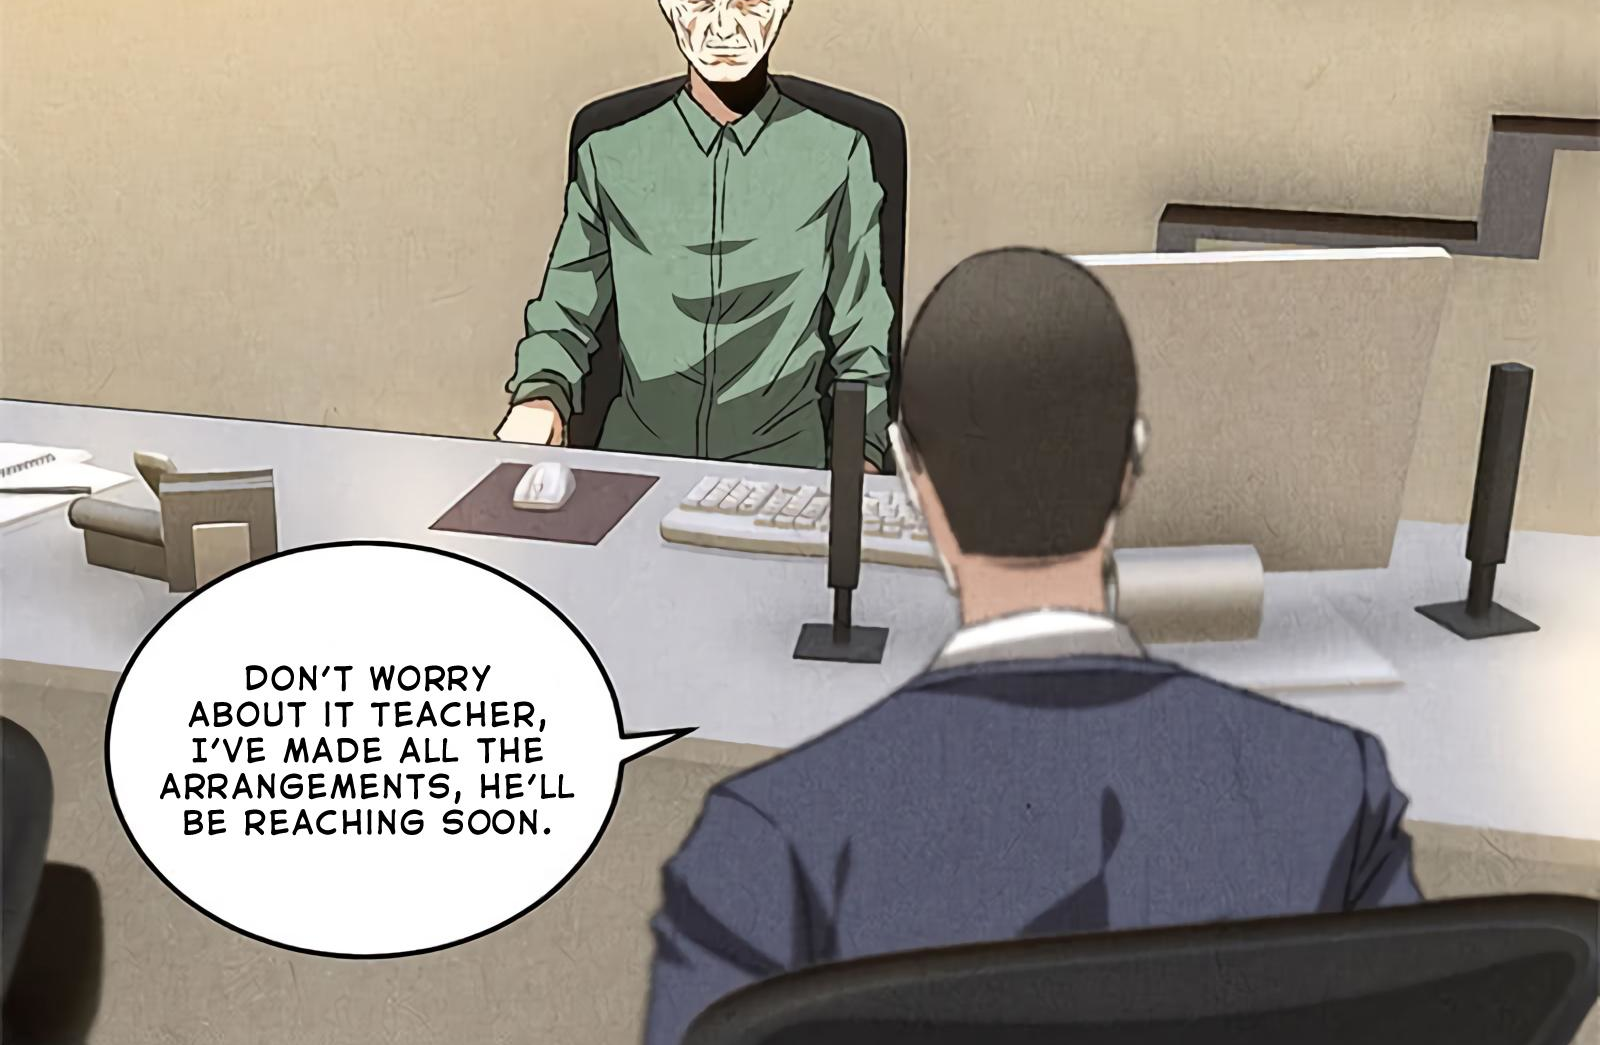 DON'T WORRY
ABOUT IT TEACHER,
I'VE MADE ALL THE
ARRANGEMENTS, HE'LL
BE REACHING SOON.